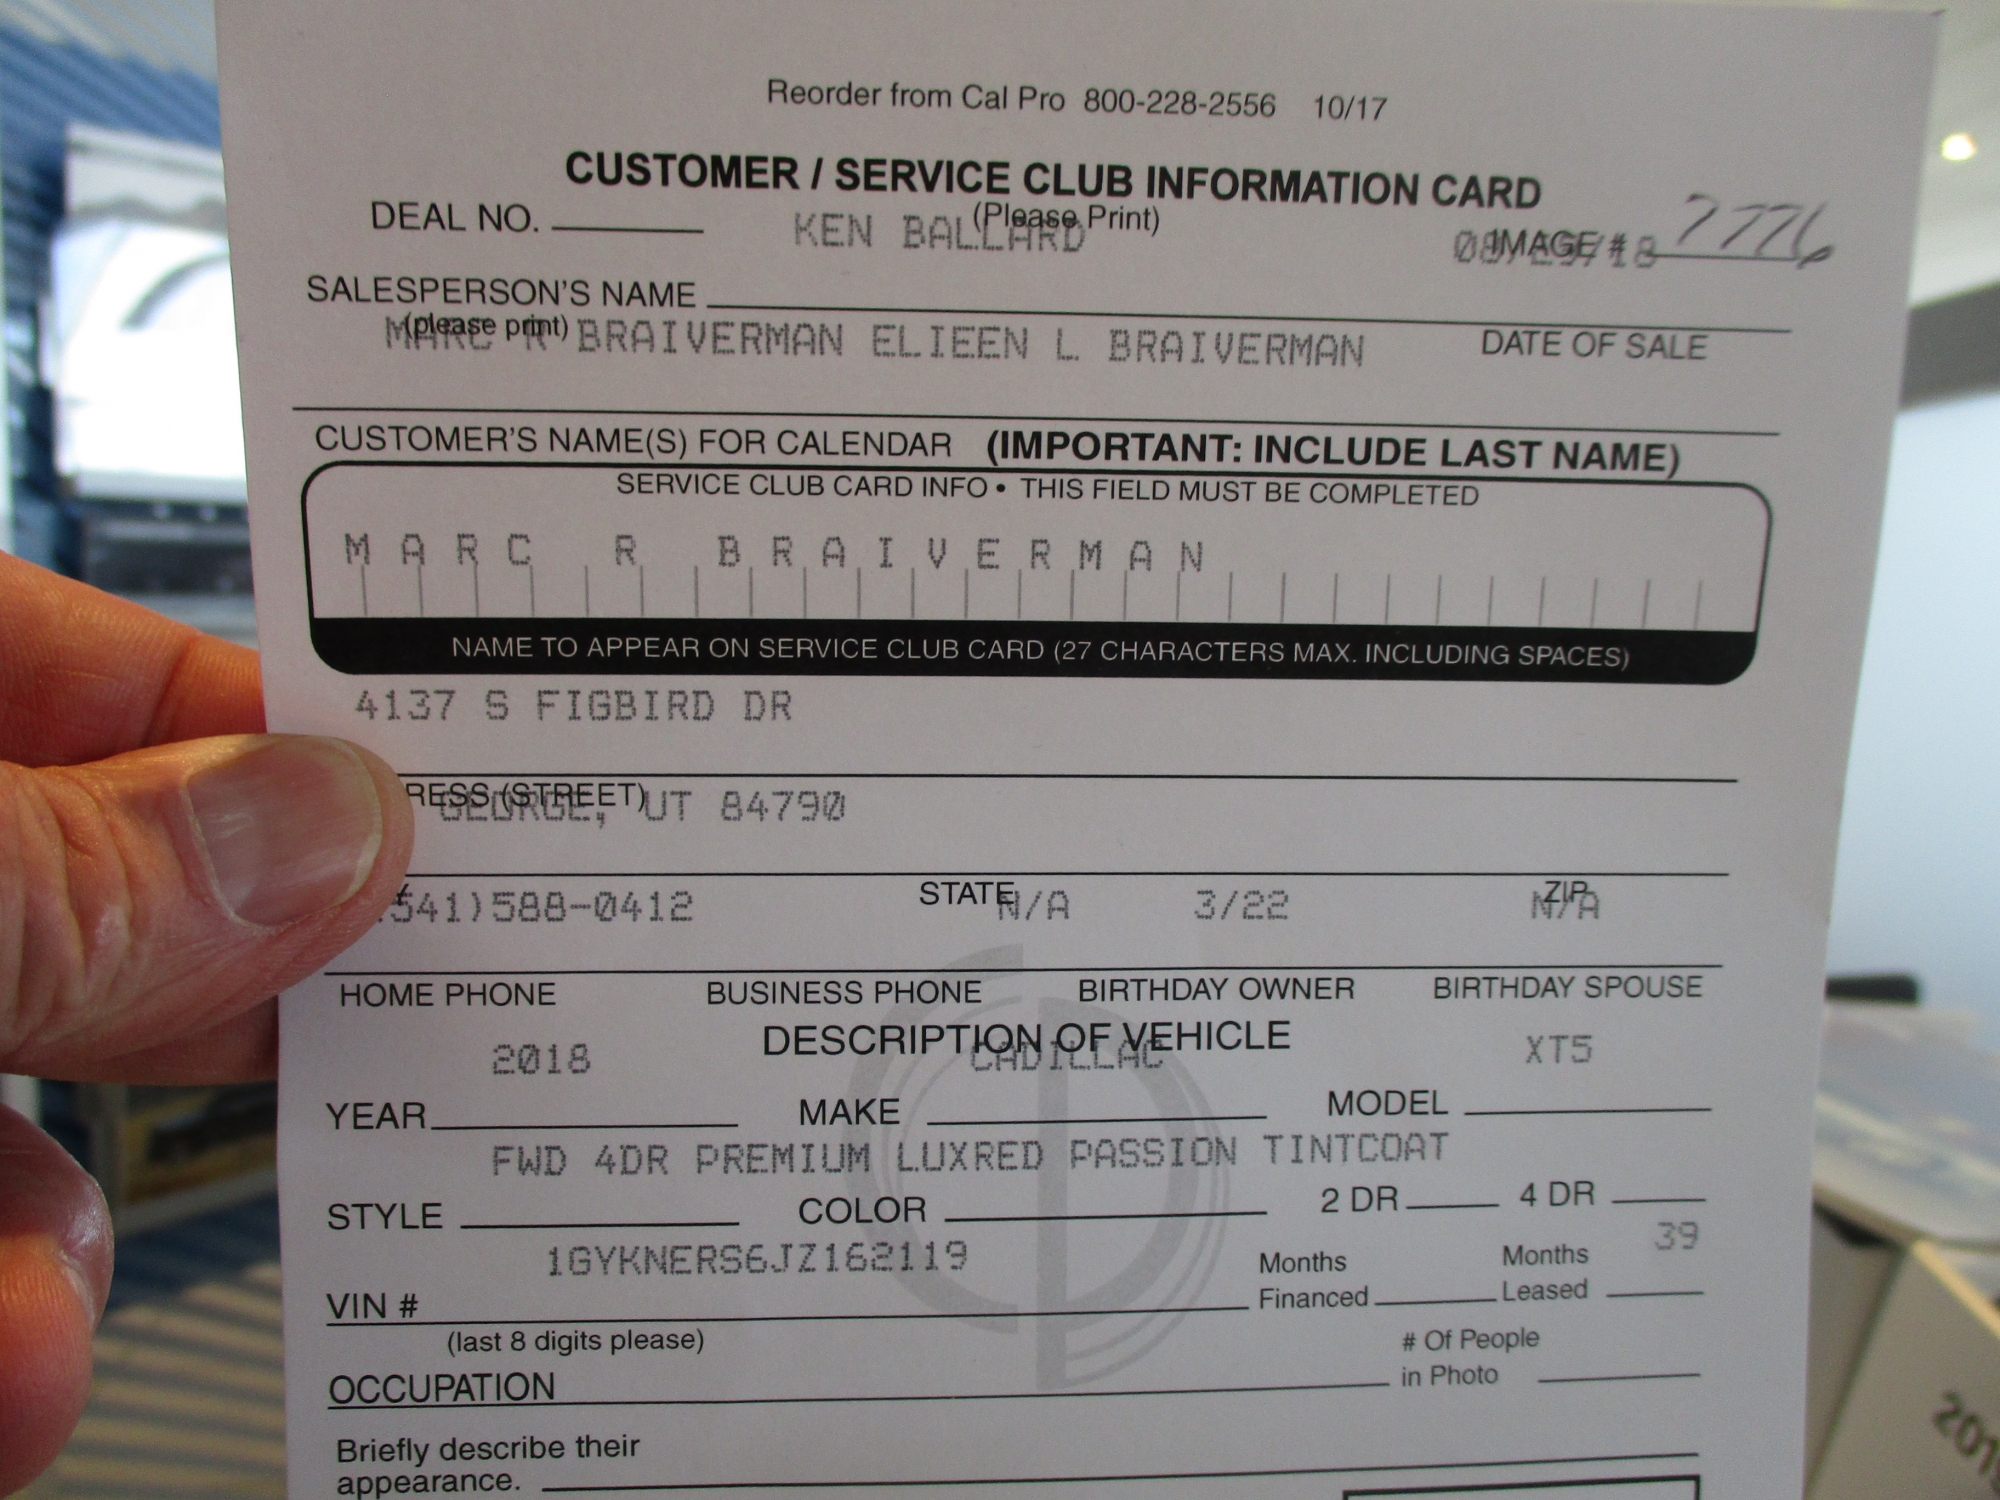 Reorder from Cal Pro 800-228-2556 10/17
CUSTOMER / SERVICE CLUB INFORMATION CARD
(Please Print)
DEAL NO. KEN BALLARD IMAGE # 7776
SALESPERSON'S NAME
(please print) DATE OF SALE
MARC R BRAIVERMAN ELIEEN L BRAIVERMAN
CUSTOMER'S NAME(S) FOR CALENDAR (IMPORTANT: INCLUDE LAST NAME)
SERVICE CLUB CARD INFO • THIS FIELD MUST BE COMPLETED
MARC R BRAIVERMAN
NAME TO APPEAR ON SERVICE CLUB CARD (27 CHARACTERS MAX. INCLUDING SPACES)
4137 S FIGBIRD DR
RESS (STREET)
GEORGE, UT 84790
STATE ZIP
541)588-0412 N/A 3/22 N/A
HOME PHONE BUSINESS PHONE BIRTHDAY OWNER BIRTHDAY SPOUSE
DESCRIPTION OF VEHICLE
2018 CADILLAC XT5
YEAR MAKE MODEL
FWD 4DR PREMIUM LUXRED PASSION TINTCOAT
STYLE COLOR 2 DR 4 DR
1GYKNERS6JZ162119 39
VIN # Months Financed Months Leased
(last 8 digits please) # Of People
OCCUPATION in Photo
Briefly describe their
appearance.